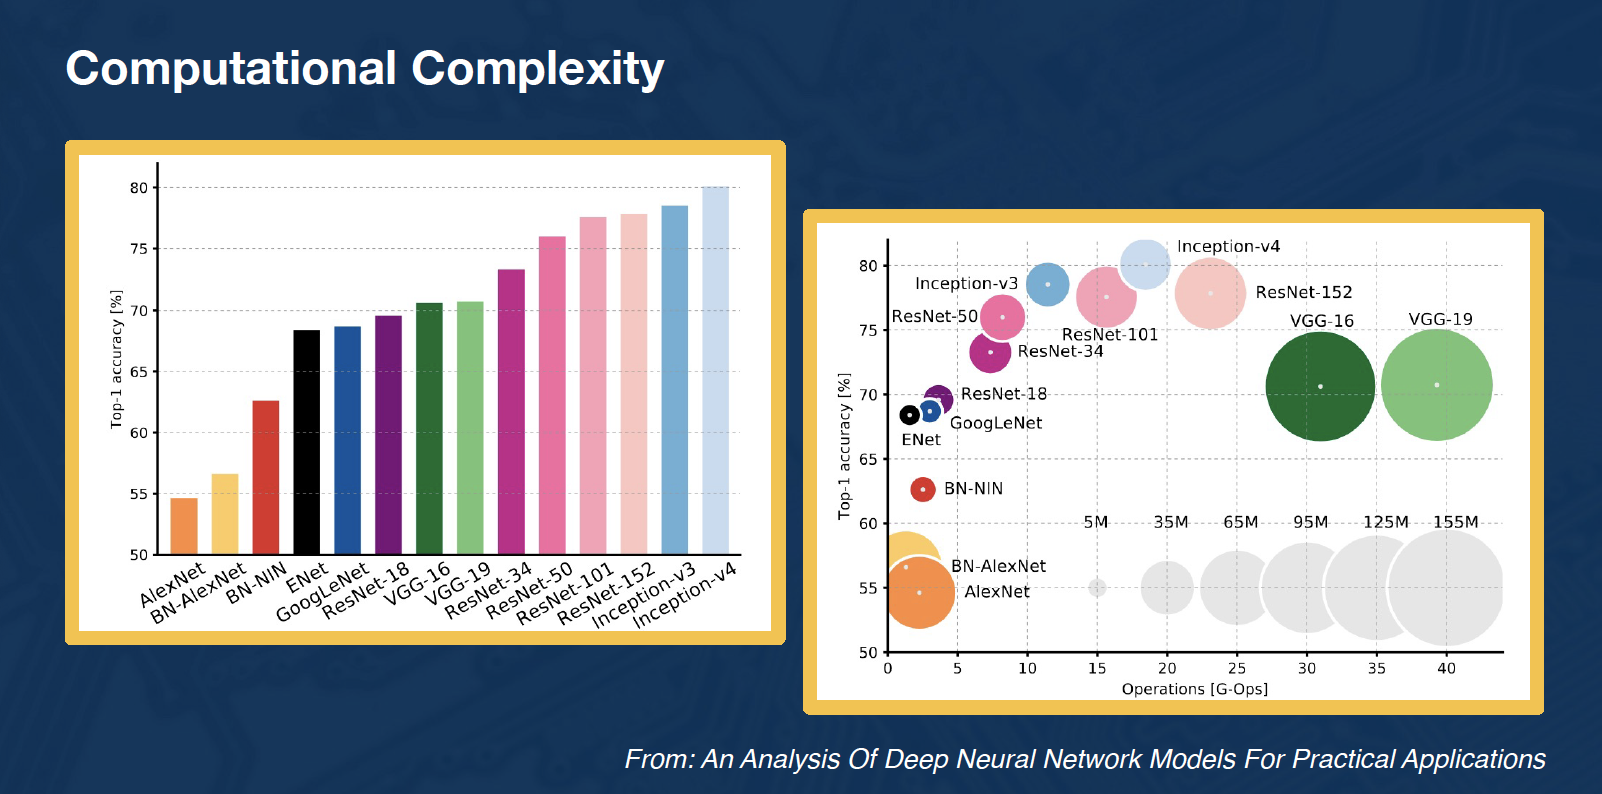 Computational Complexity
80
75
70
65
60
55
50
Top-1 accuracy [%]
AlexNet
BN-AlexNet
BN-NIN
ENet
GoogLeNet
ResNet-18
VGG-16
VGG-19
ResNet-34
ResNet-50
ResNet-101
ResNet-152
Inception-v3
Inception-v4
80
75
70
65
60
55
50
Top-1 accuracy [%]
Inception-v4
Inception-v3
ResNet-152
ResNet-50
VGG-16
VGG-19
ResNet-101
ResNet-34
ResNet-18
GoogLeNet
ENet
BN-NIN
5M 35M 65M 95M 125M 155M
BN-AlexNet
AlexNet
0 5 10 15 20 25 30 35 40
Operations [G-Ops]
From: An Analysis Of Deep Neural Network Models For Practical Applications